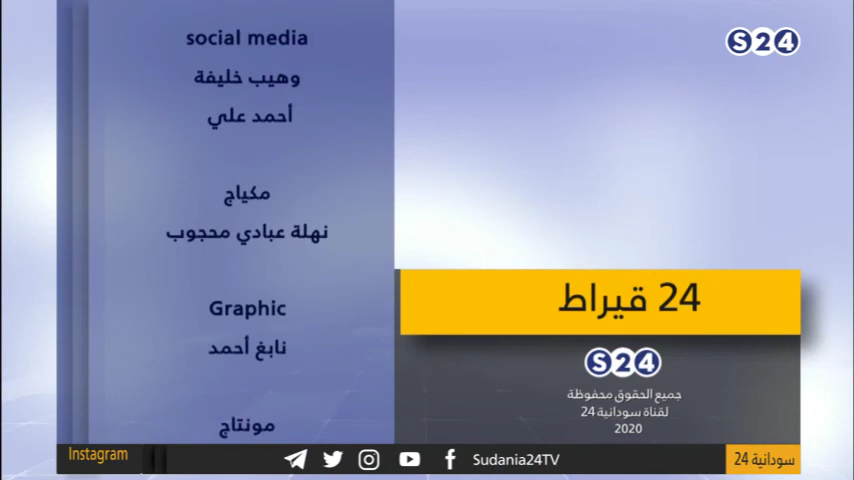 social media
وهيب خليفة
أحمد علي
مكياج
نهلة عبادي محجوب
Graphic
نابغ أحمد
مونتاج
S24
24 قيراط
S24
جميع الحقوق محفوظة
لقناة سودانية 24
2020
Instagram
Sudania24TV
سودانية 24